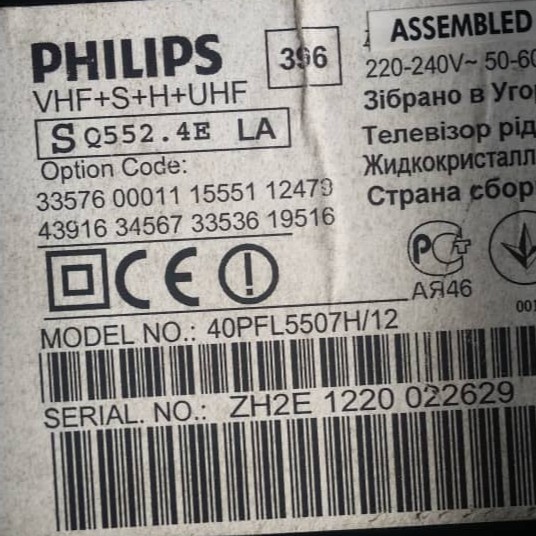 PHILIPS
396
VHF+S+H+UHF
S Q552.4E LA
Option Code:
33576 00011 15551 12479
43916 34567 33536 19516
ASSEMBLED
220-240V~ 50-60
Зібрано в Угор
Телевізор рід
Жидкокристалл
Страна сбор
АЯ46
001
MODEL NO.: 40PFL5507H/12
SERIAL. NO.: ZH2E 1220 022629